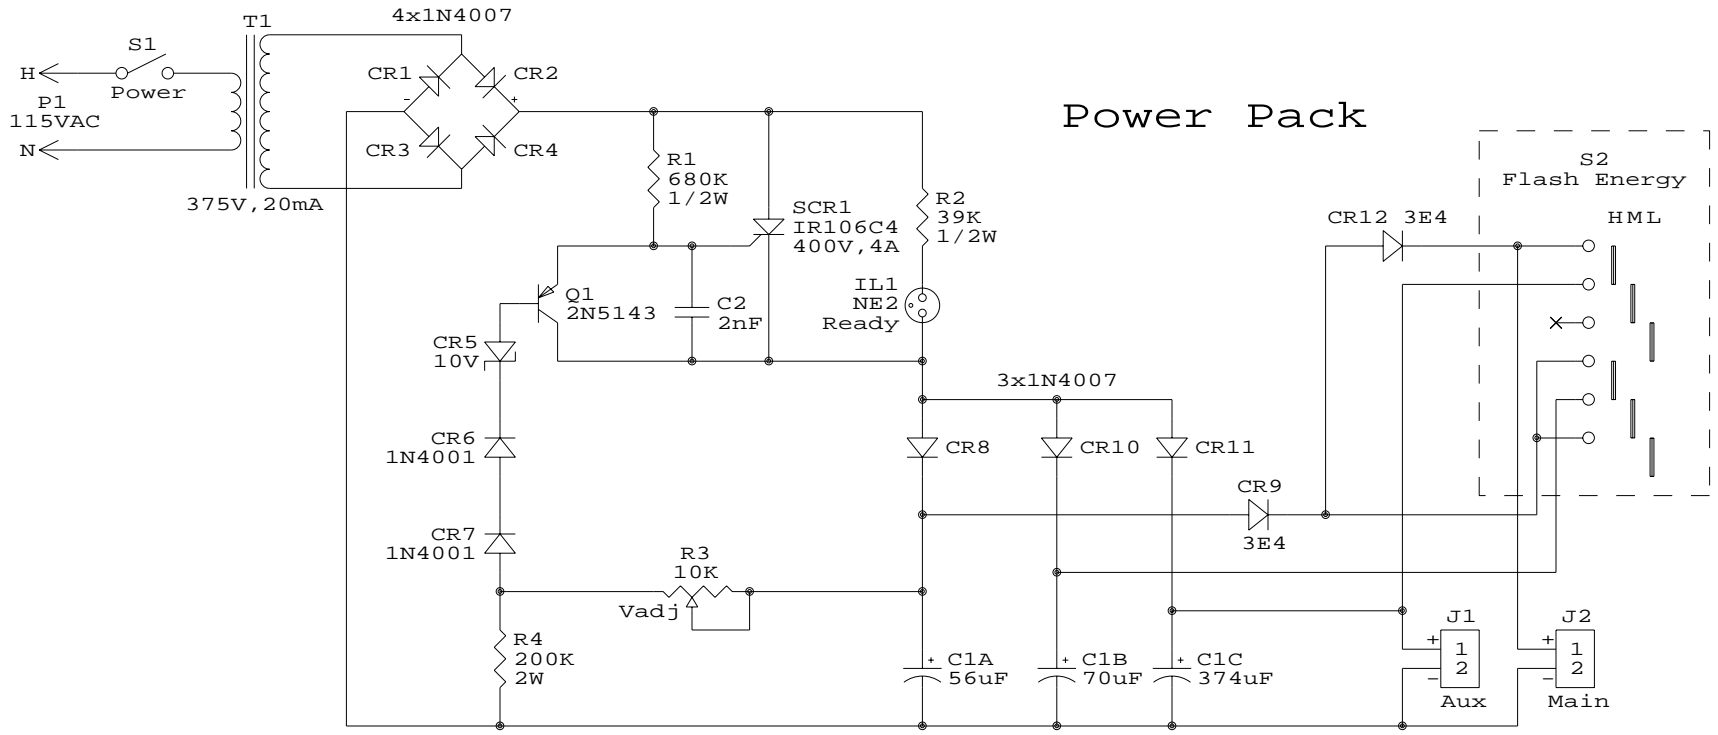 4x1N4007
T1
S1
H
Power
P1
115VAC
N
375V,20mA
CR1
CR2
-
+
CR3
CR4
Power Pack
R1
680K
1/2W
SCR1
IR106C4
400V,4A
R2
39K
1/2W
S2
Flash Energy
CR12 3E4
HML
Q1
2N5143
C2
2nF
IL1
NE2
Ready
CR5
10V
3x1N4007
CR6
1N4001
CR8
CR10
CR11
CR9
3E4
CR7
1N4001
R3
10K
Vadj
R4
200K
2W
+
C1A
56uF
+
C1B
70uF
+
C1C
374uF
J1
+
1
2
-
Aux
J2
+
1
2
-
Main